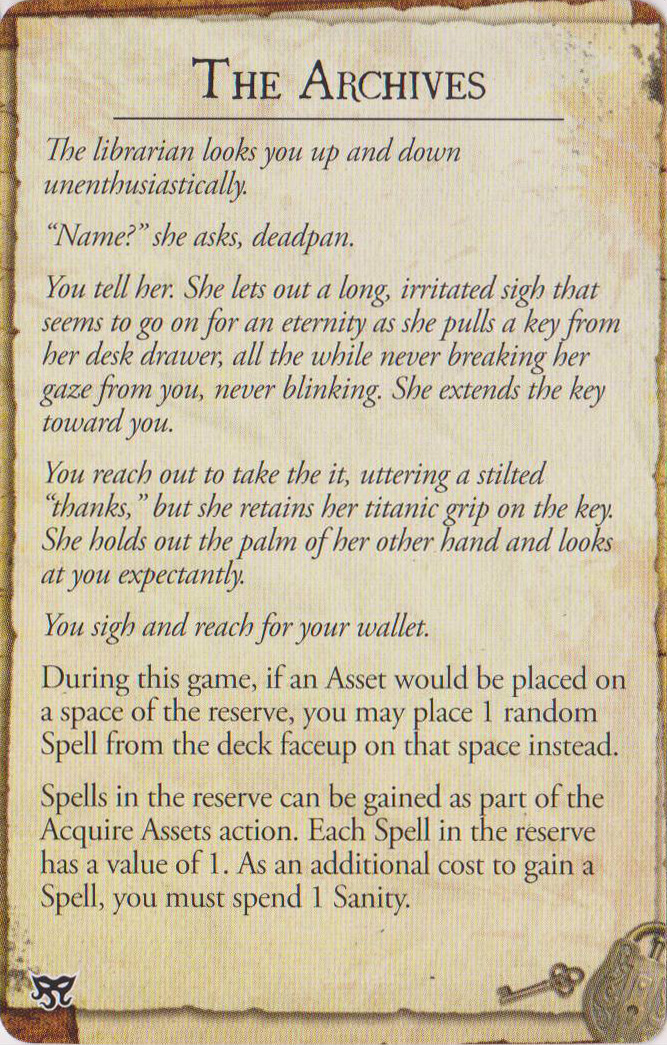 THE ARCHIVES
The librarian looks you up and down
unenthusiastically.
“Name?” she asks, deadpan.
You tell her. She lets out a long, irritated sigh that
seems to go on for an eternity as she pulls a key from
her desk drawer, all the while never breaking her
gaze from you, never blinking. She extends the key
toward you.
You reach out to take the it, uttering a stilted
“thanks,” but she retains her titanic grip on the key.
She holds out the palm of her other hand and looks
at you expectantly.
You sigh and reach for your wallet.
During this game, if an Asset would be placed on
a space of the reserve, you may place 1 random
Spell from the deck faceup on that space instead.
Spells in the reserve can be gained as part of the
Acquire Assets action. Each Spell in the reserve
has a value of 1. As an additional cost to gain a
Spell, you must spend 1 Sanity.